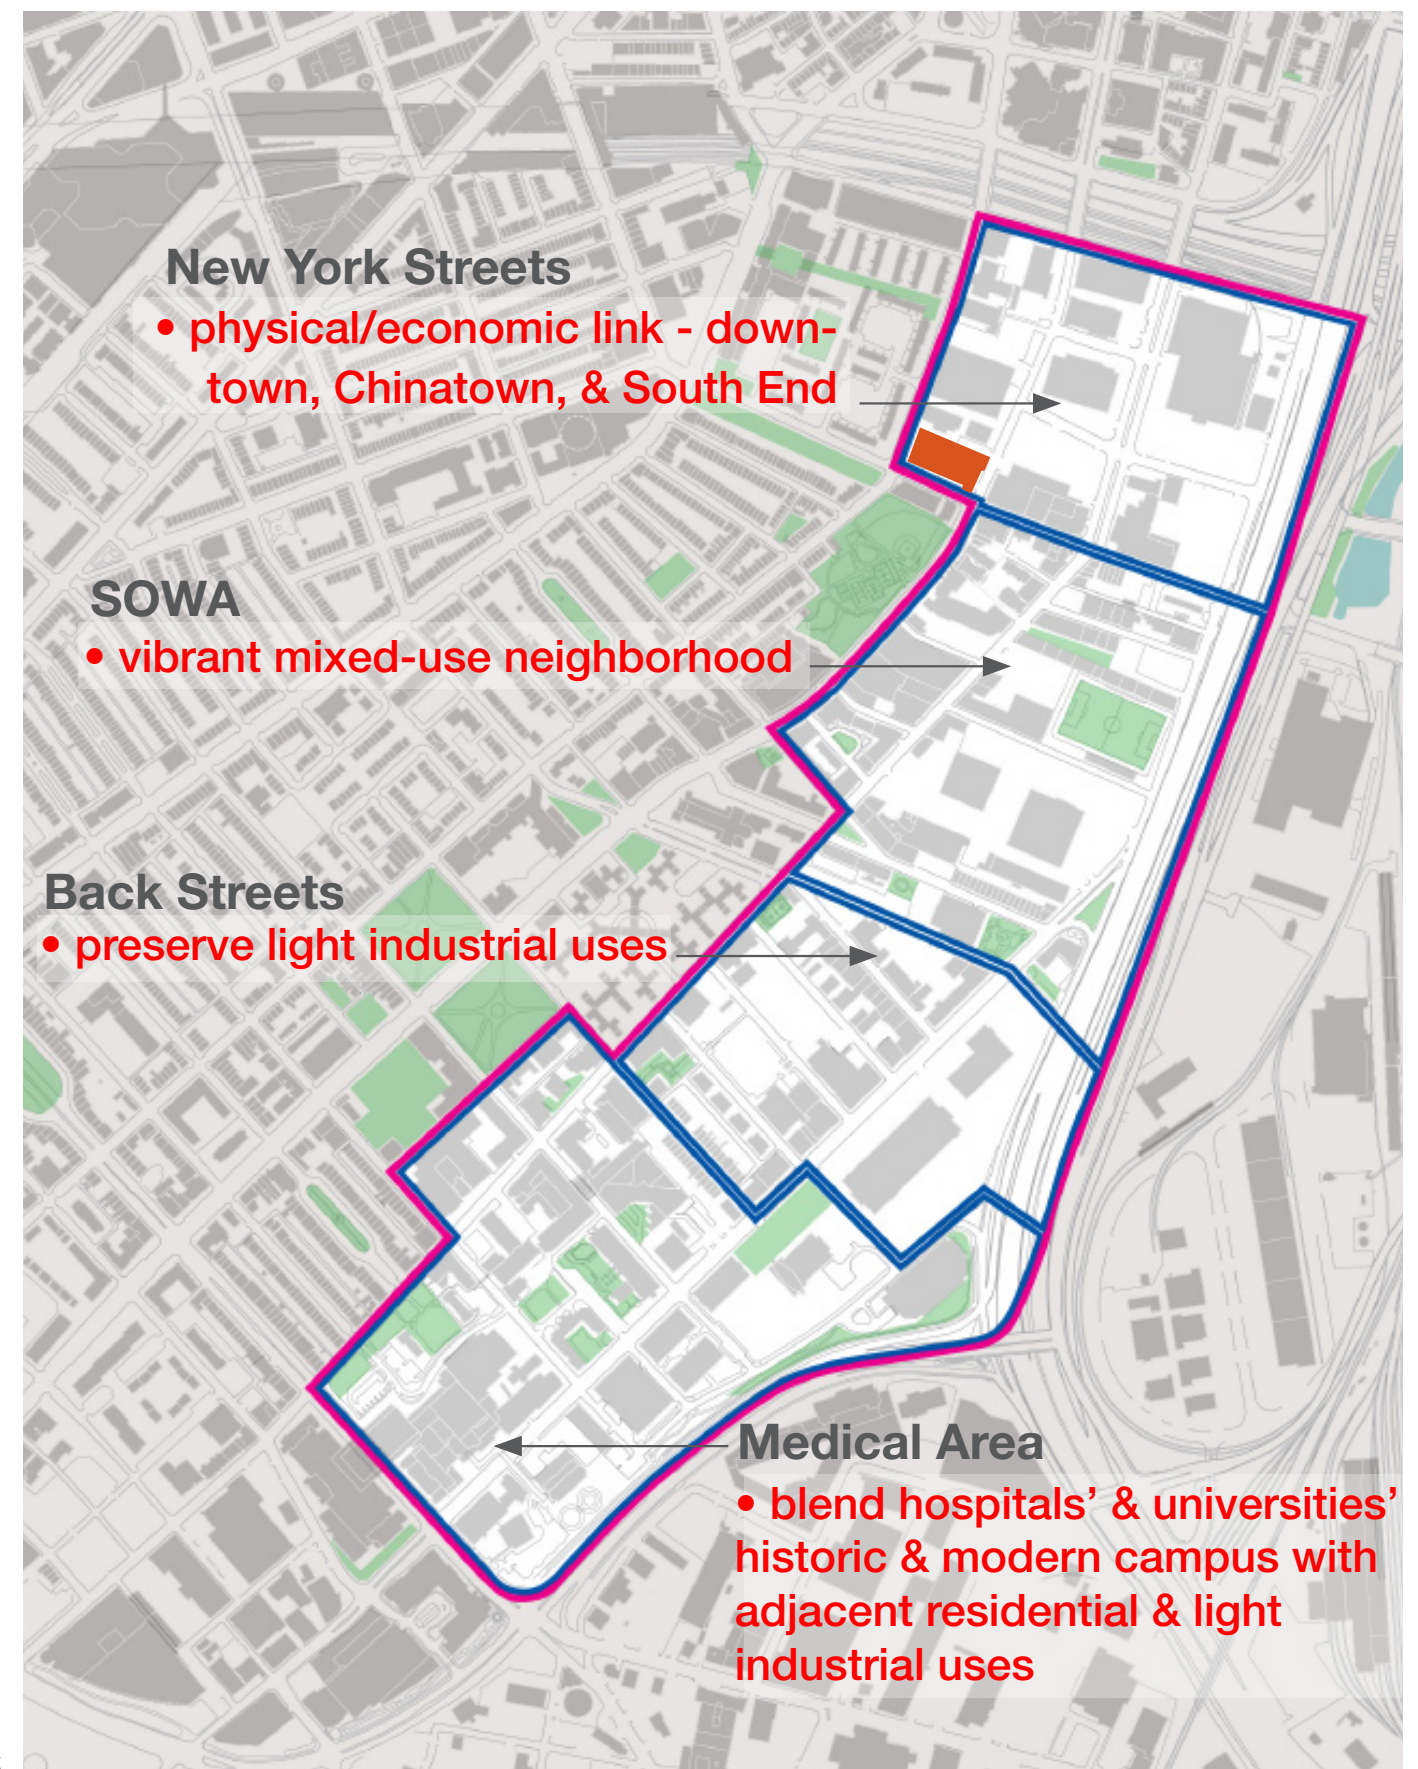 New York Streets
• physical/economic link - down-
town, Chinatown, & South End
SOWA
• vibrant mixed-use neighborhood
Back Streets
• preserve light industrial uses
Medical Area
• blend hospitals’ & universities’
historic & modern campus with
adjacent residential & light
industrial uses